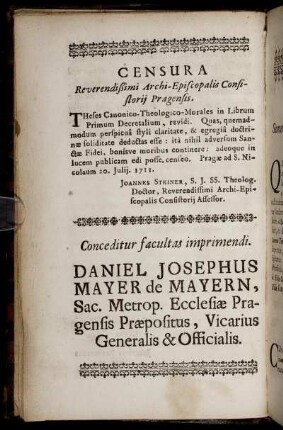 CENSURA
Reverendissimi Archi-Episcopalis Consi-
storij Pragensis.
THeses Canonico-Theologico-Morales in Librum
Primum Decretalium, revidi. Quas, quemad-
modum perspicuâ styli claritate, & egregiâ doctri-
næ soliditate dedoctas esse: ita nihil adversùm San-
ctæ Fidei, bonisve moribus continere: adeoque in
lucem publicam edi posse, censeo. Pragæ ad S. Ni-
colaum 20. Julij. 1711.
JOANNES STEINER, S. J. SS. Theolog.
Doctor, Reverendissimi Archi-Epi-
scopalis Consistorij Assessor.
Conceditur facultas imprimendi.
DANIEL JOSEPHUS
MAYER de MAYERN,
Sac. Metrop. Ecclesiæ Pra-
gensis Præpositus, Vicarius
Generalis & Officialis.